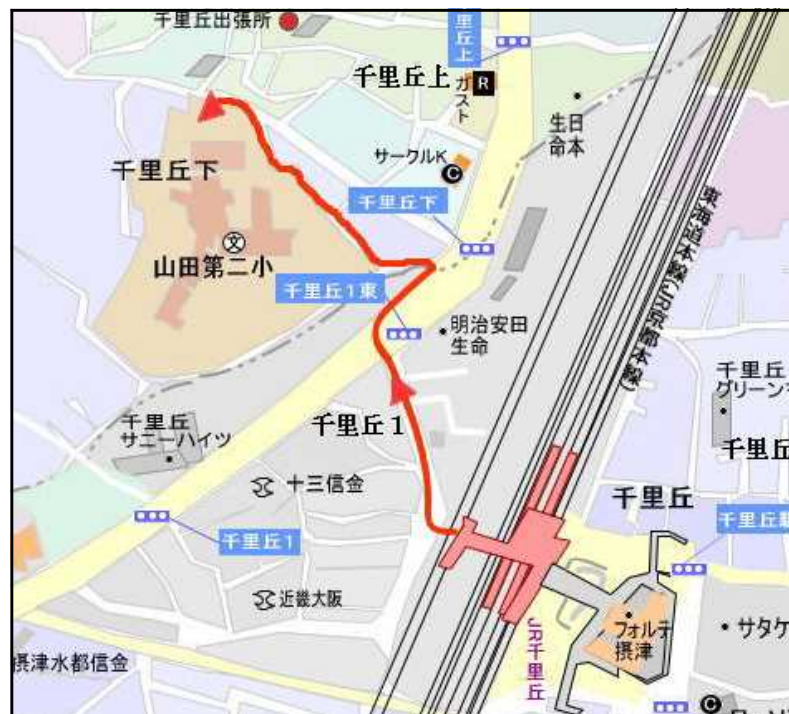 千里丘出張所
里丘上
千里丘上
R
ガスト
生日
命本
サークルK
C
千里丘下
千里丘下
文
山田第二小
千里丘1東
明治安田
生命
東海道本線(JR京都本線)
千里丘
グリーン
千里丘1
千里丘
サニーハイツ
千里丘
十三信金
千里丘
千里丘1
千里丘
近畿大阪
フォルテ
摂津
サタケ
JR千里丘
摂津水都信金
C